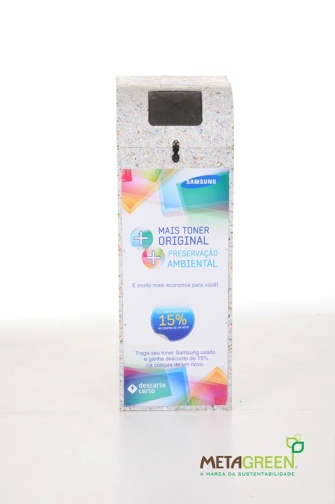 SAMSUNG
MAIS TONER
ORIGINAL
PRESERVAÇÃO
AMBIENTAL
E muito mais economia para você!
15%
Traga seu toner Samsung usado
e ganhe desconto de 15%
na compra de um novo.
descarte
certo
METAGREEN
A MARCA DA SUSTENTABILIDADE